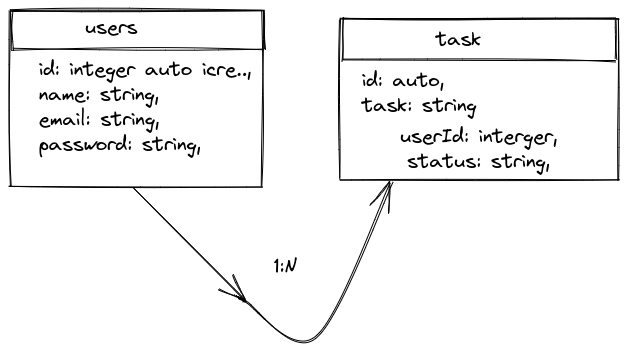 users
id: integer auto icre..,
name: string,
email: string,
password: string,
task
id: auto,
task: string
userId: interger,
status: string,
1:N